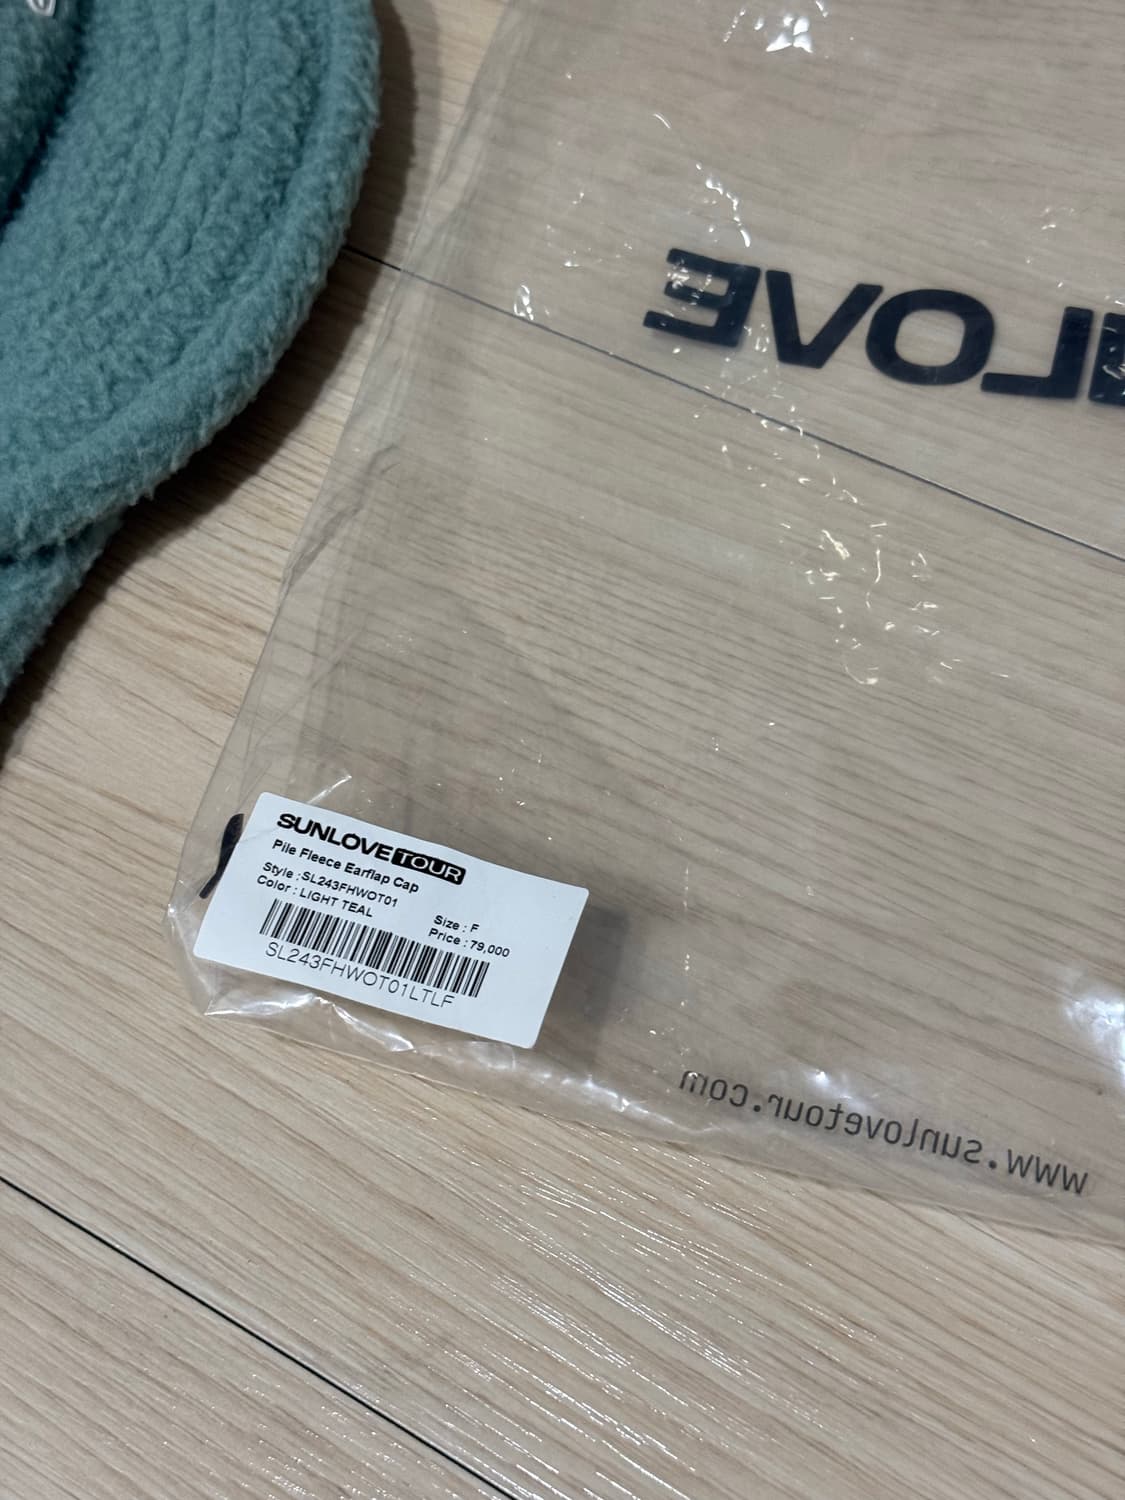 LOVE
SUNLOVE TOUR
Pile Fleece Earflap Cap
Style : SL243FHWOT01
Color : LIGHT TEAL
Size : F
Price : 79,000
SL243FHWOT01LTLF
www.sunlovetour.com